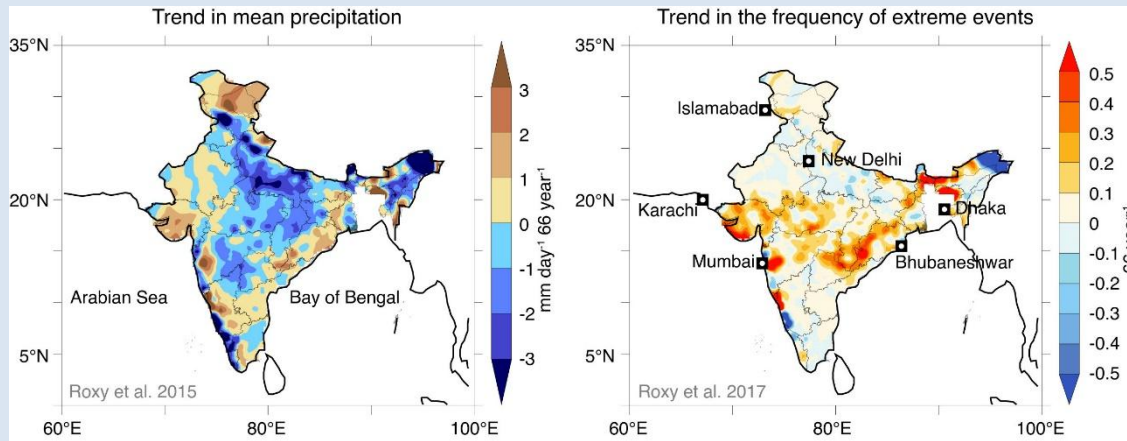 Trend in mean precipitation
35°N
20°N
5°N
60°E
80°E
100°E
Arabian Sea
Bay of Bengal
Roxy et al. 2015
3
2
1
0
-1
-2
-3
mm day⁻¹ 66 year⁻¹
Trend in the frequency of extreme events
35°N
20°N
5°N
60°E
80°E
100°E
Islamabad
New Delhi
Karachi
Dhaka
Mumbai
Bhubaneshwar
Roxy et al. 2017
0.5
0.4
0.3
0.2
0.1
0
-0.1
-0.2
-0.3
-0.4
-0.5